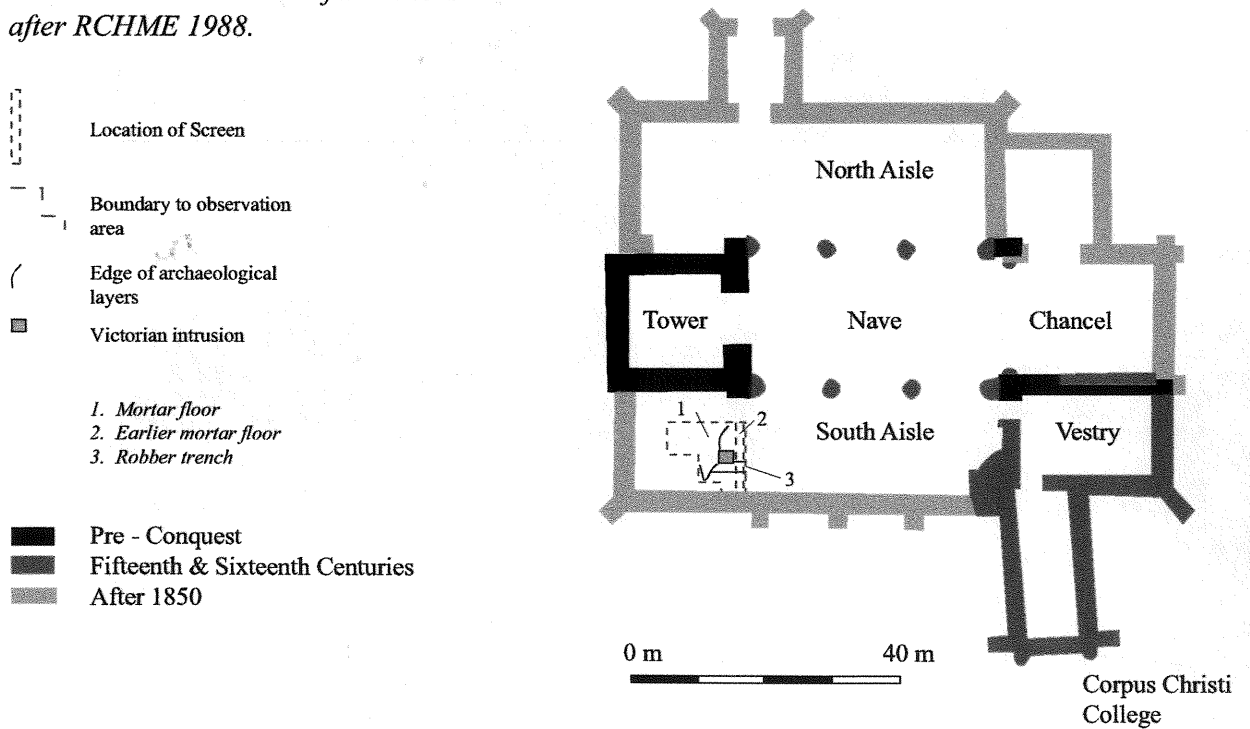 after RCHME 1988.
Location of Screen
Boundary to observation
area
Edge of archaeological
layers
Victorian intrusion
1. Mortar floor
2. Earlier mortar floor
3. Robber trench
Pre - Conquest
Fifteenth & Sixteenth Centuries
After 1850
North Aisle
Tower
Nave
Chancel
1
2
South Aisle
Vestry
3
0 m
40 m
Corpus Christi
College